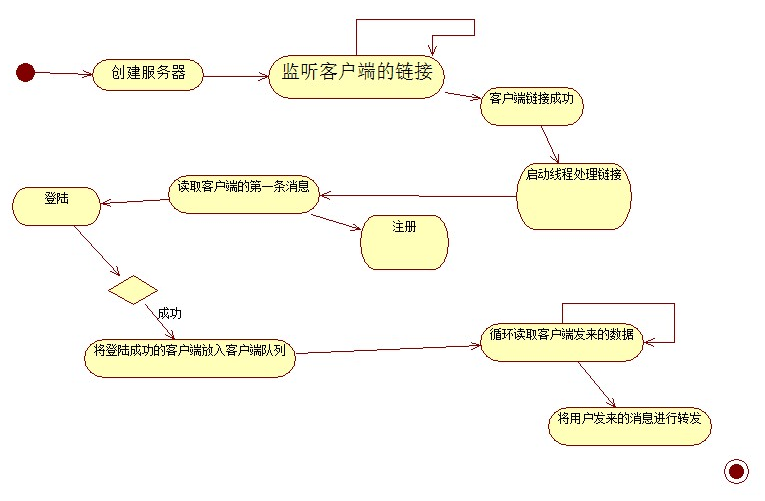 创建服务器
监听客户端的链接
客户端链接成功
启动线程处理链接
读取客户端的第一条消息
登陆
注册
成功
将登陆成功的客户端放入客户端队列
循环读取客户端发来的数据
将用户发来的消息进行转发